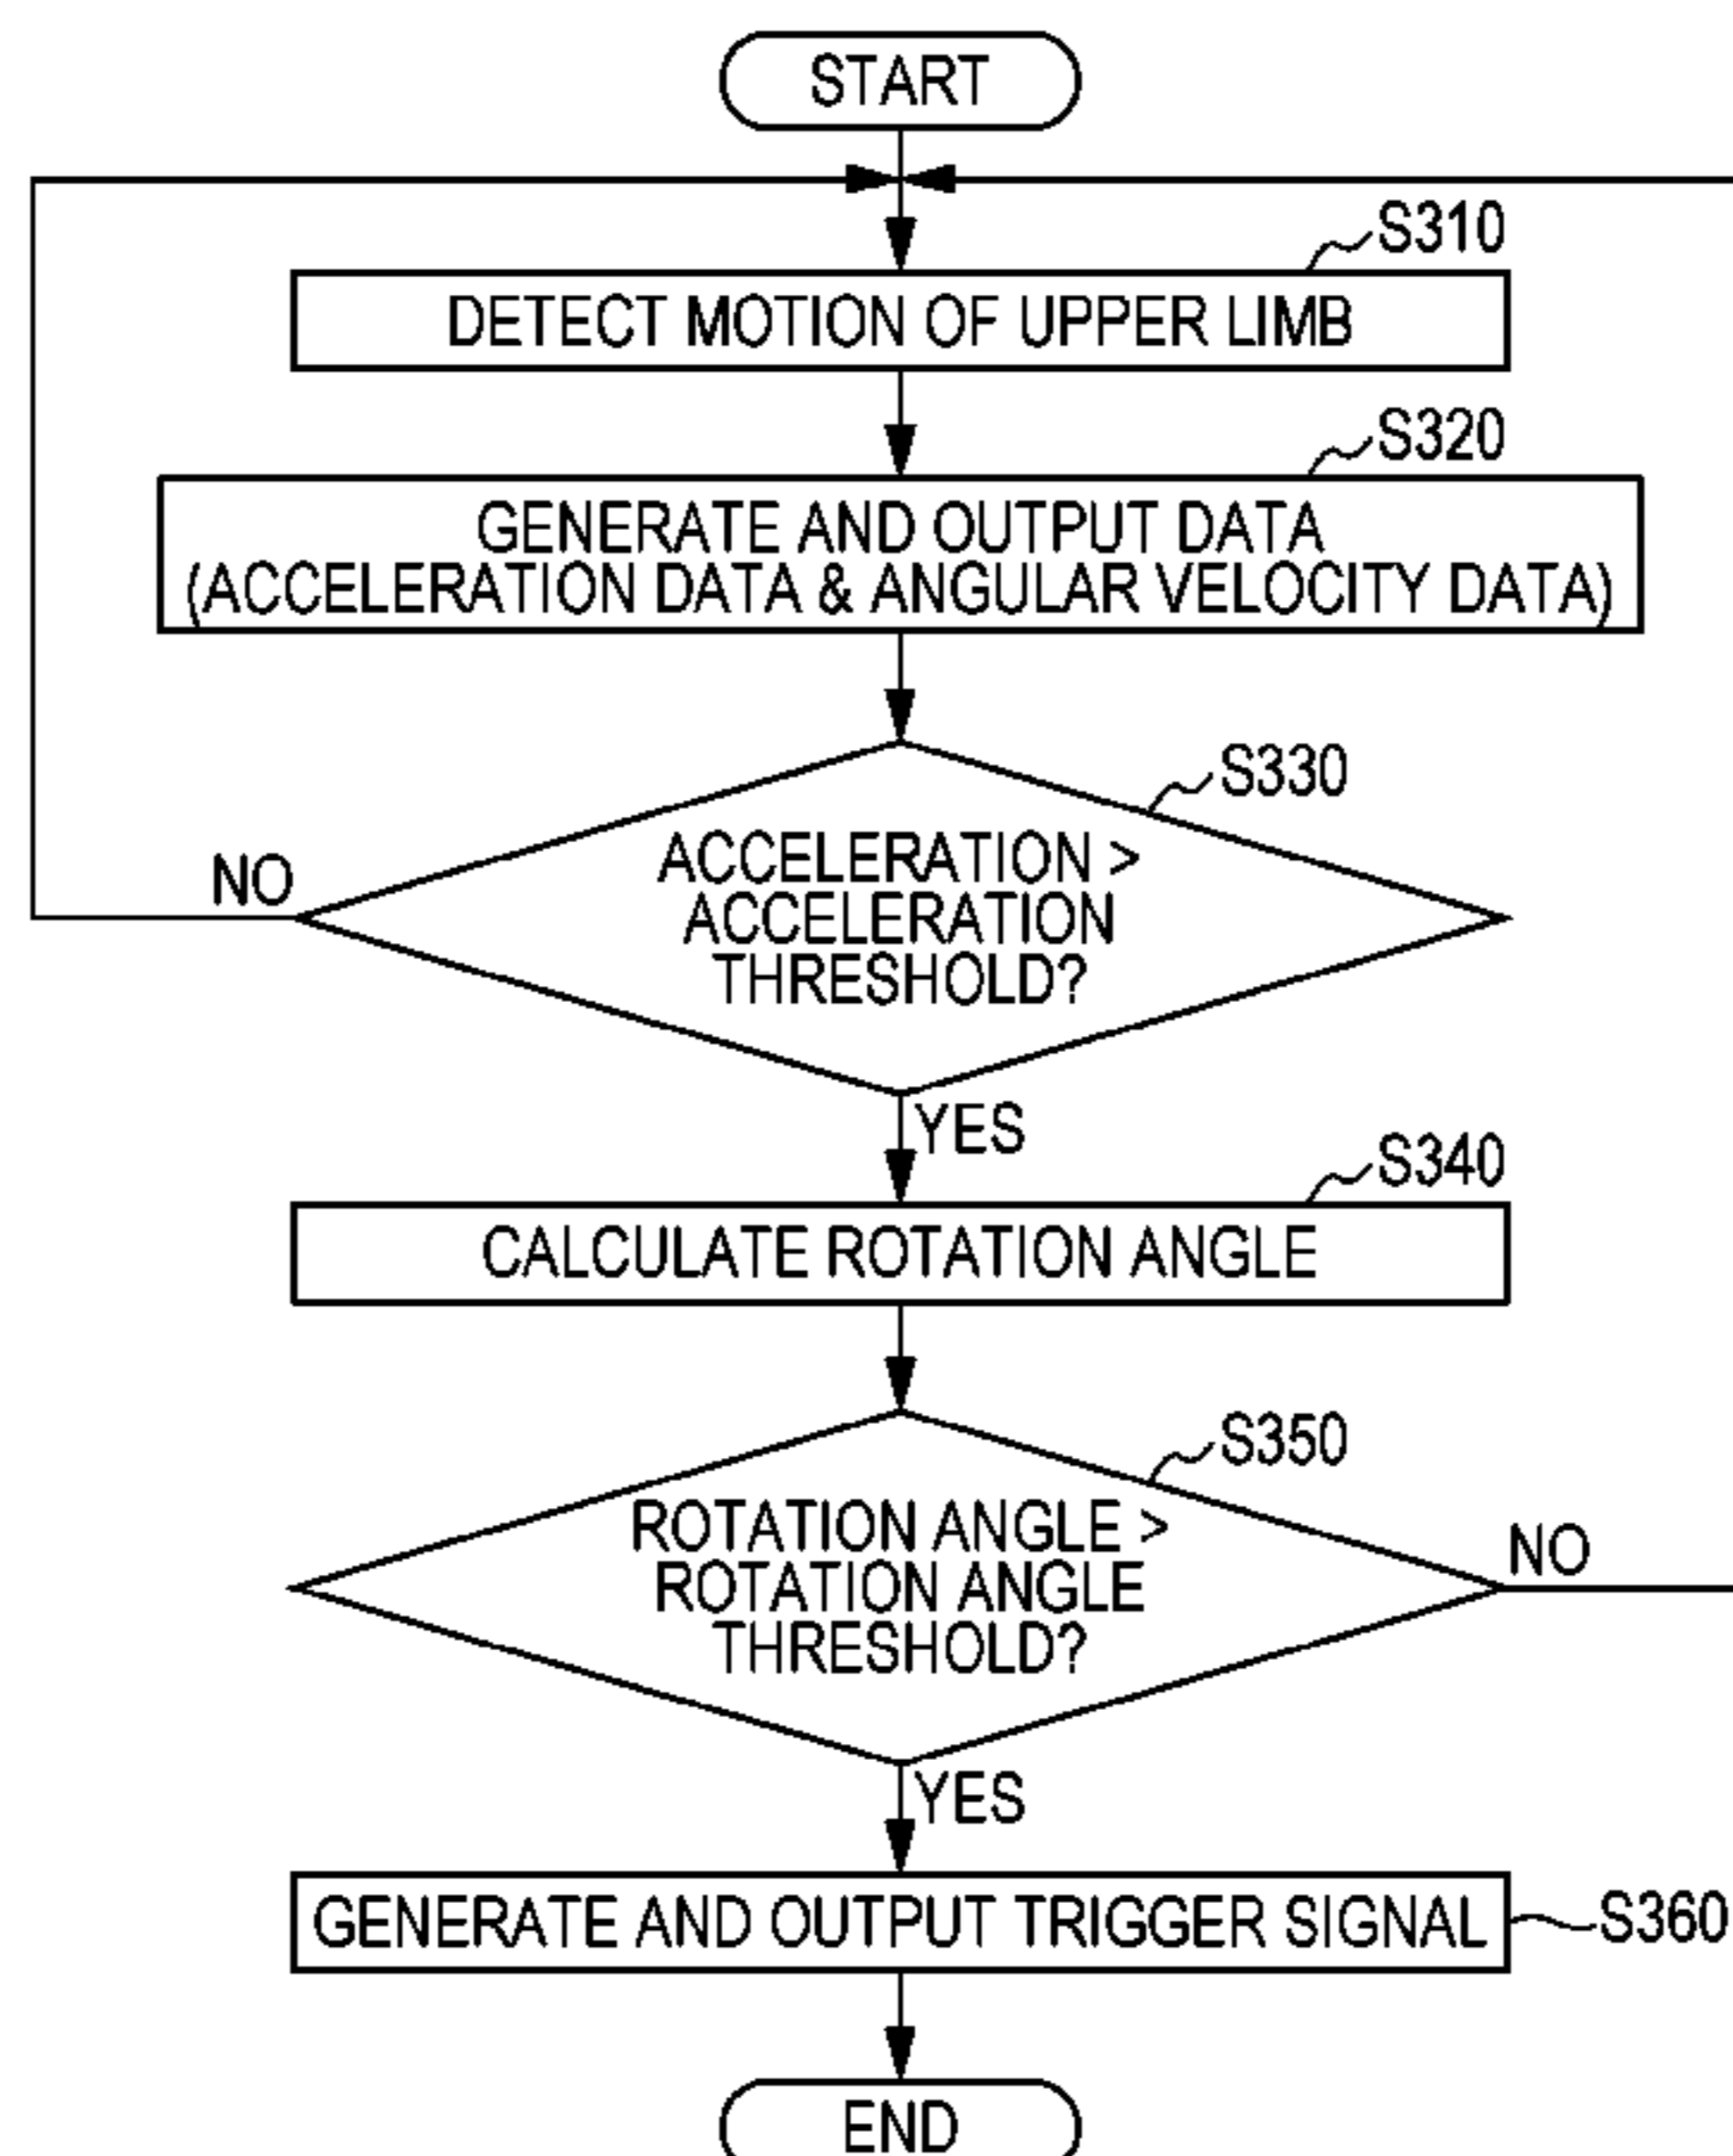 START
S310
DETECT MOTION OF UPPER LIMB
S320
GENERATE AND OUTPUT DATA
(ACCELERATION DATA & ANGULAR VELOCITY DATA)
S330
ACCELERATION >
ACCELERATION
THRESHOLD?
NO
YES
S340
CALCULATE ROTATION ANGLE
S350
ROTATION ANGLE >
ROTATION ANGLE
THRESHOLD?
NO
YES
GENERATE AND OUTPUT TRIGGER SIGNAL
S360
END